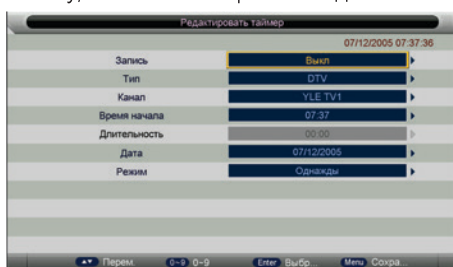 Редактировать таймер
07/12/2005 07:37:36
Запись Выкл
Тип DTV
Канал YLE TV1
Время начала 07:37
Длительность 00:00
Дата 07/12/2005
Режим Однажды
Перем. 0~9 0~9 Enter Выбр... Menu Сохра...